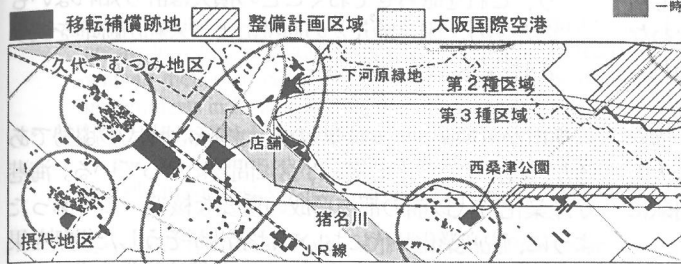 一時
移転補償跡地 整備計画区域 大阪国際空港
久代・むつみ地区
下河原緑地
第2種区域
第3種区域
店舗
西桑津公園
猪名川
摂代地区
J.R線